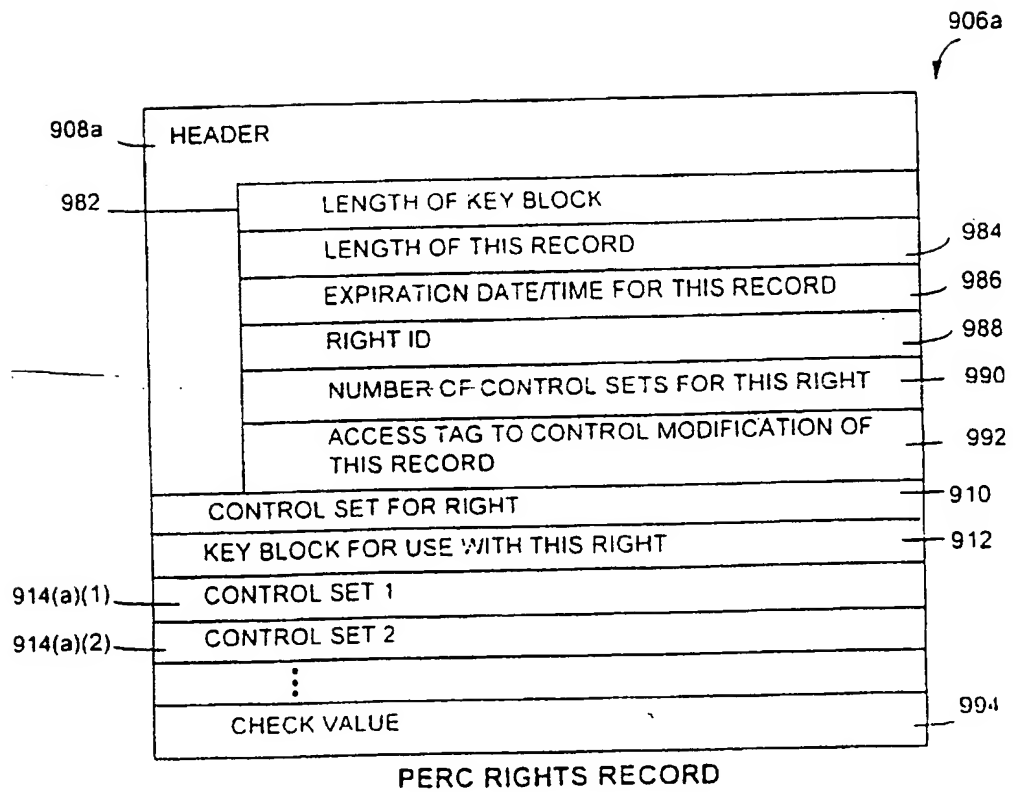 906a
908a HEADER
982 LENGTH OF KEY BLOCK
LENGTH OF THIS RECORD 984
EXPIRATION DATE/TIME FOR THIS RECORD 986
RIGHT ID 988
NUMBER OF CONTROL SETS FOR THIS RIGHT 990
ACCESS TAG TO CONTROL MODIFICATION OF 992
THIS RECORD
CONTROL SET FOR RIGHT 910
KEY BLOCK FOR USE WITH THIS RIGHT 912
914(a)(1) CONTROL SET 1
914(a)(2) CONTROL SET 2
CHECK VALUE 994
PERC RIGHTS RECORD